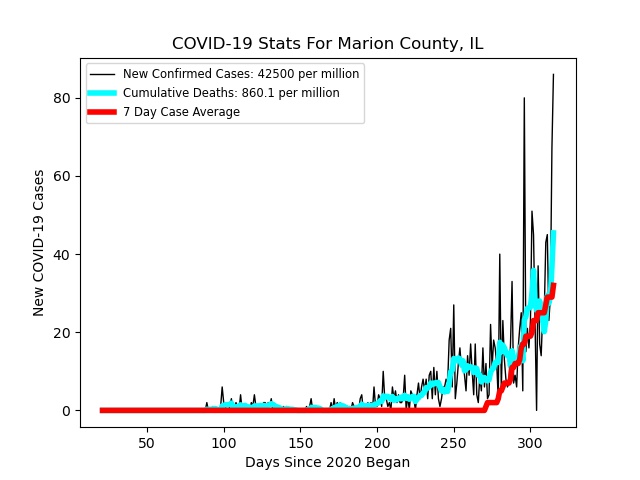 COVID-19 Stats For Marion County, IL
New Confirmed Cases: 42500 per million
Cumulative Deaths: 860.1 per million
7 Day Case Average
New COVID-19 Cases
80
60
40
20
0
50 100 150 200 250 300
Days Since 2020 Began